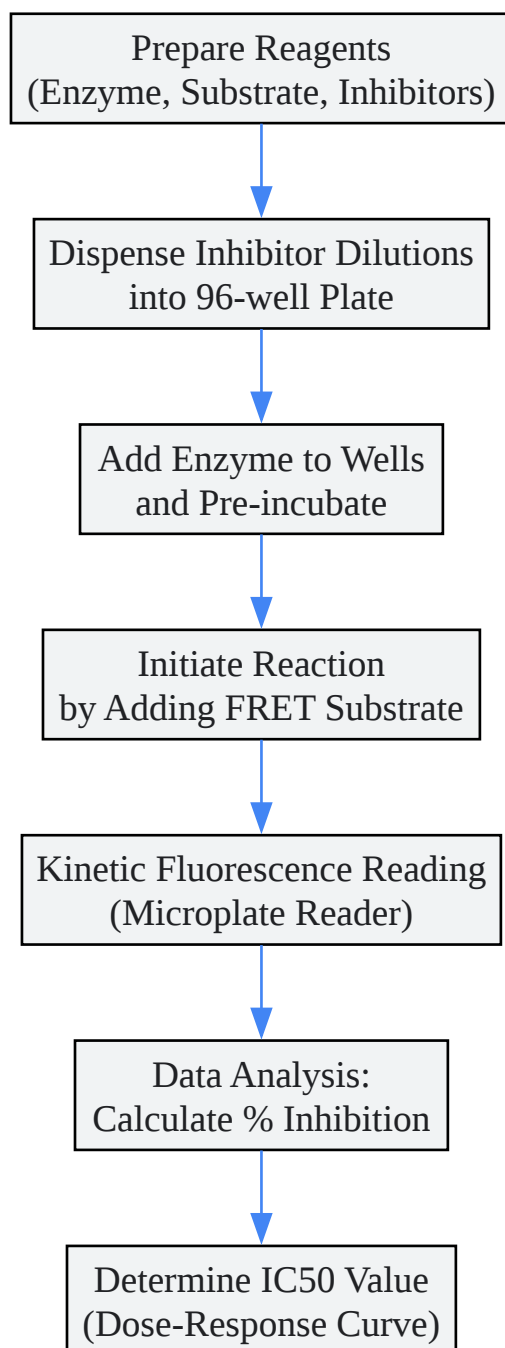 Prepare Reagents
(Enzyme, Substrate, Inhibitors)
Dispense Inhibitor Dilutions
into 96-well Plate
Add Enzyme to Wells
and Pre-incubate
Initiate Reaction
by Adding FRET Substrate
Kinetic Fluorescence Reading
(Microplate Reader)
Data Analysis:
Calculate % Inhibition
Determine IC50 Value
(Dose-Response Curve)